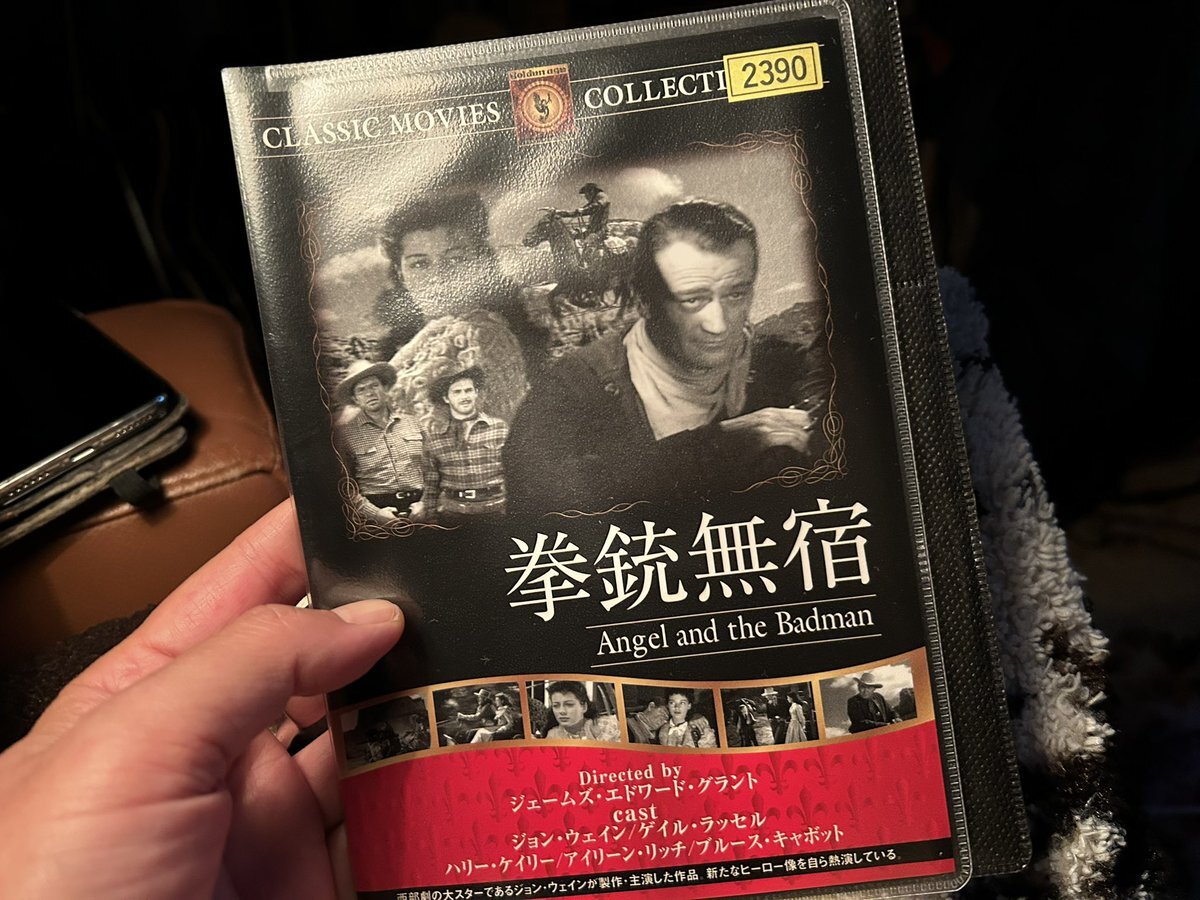 2390
Golden age
CLASSIC MOVIES COLLECTI
拳銃無宿
Angel and the Badman
Directed by
ジェームズ・エドワード・グラント
cast
ジョン・ウェイン/ゲイル・ラッセル
ハリー・ケイリー/アイリーン・リッチ/ブルース・キャボット
西部劇の大スターであるジョン・ウェインが製作・主演した作品。新たなヒーロー像を自ら熱演している。